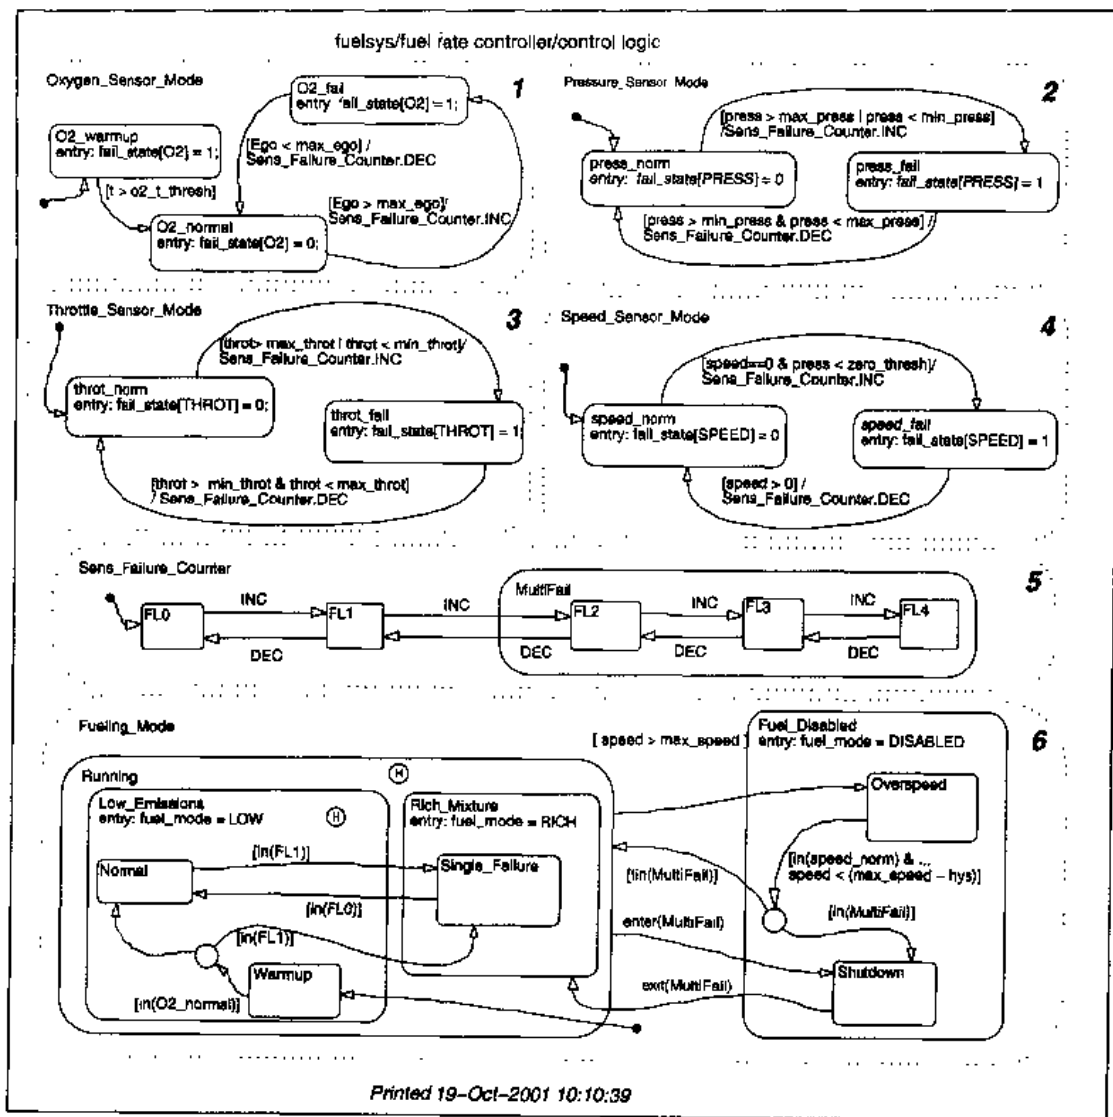 fuelsys/fuel rate controller/control logic
Oxygen_Sensor_Mode
1
O2_fail
entry: fail_state[O2] = 1;
O2_warmup
entry: fail_state[O2] = 1;
[t > o2_t_thresh]
[Ego < max_ego] /
Sens_Failure_Counter.DEC
[Ego > max_ego]/
Sens_Failure_Counter.INC
O2_normal
entry: fail_state[O2] = 0;
Pressure_Sensor_Mode
2
[press > max_press | press < min_press]
/Sens_Failure_Counter.INC
press_norm
entry: fail_state[PRESS] = 0
press_fail
entry: fail_state[PRESS] = 1
[press > min_press & press < max_press] /
Sens_Failure_Counter.DEC
Throttle_Sensor_Mode
3
[throt> max_throt | throt < min_throt]/
Sens_Failure_Counter.INC
throt_norm
entry: fail_state[THROT] = 0;
throt_fail
entry: fail_state[THROT] = 1;
[throt > min_throt & throt < max_throt]
/ Sens_Failure_Counter.DEC
Speed_Sensor_Mode
4
[speed==0 & press < zero_thresh]/
Sens_Failure_Counter.INC
speed_norm
entry: fail_state[SPEED] = 0
speed_fail
entry: fail_state[SPEED] = 1
[speed > 0] /
Sens_Failure_Counter.DEC
Sens_Failure_Counter
5
MultiFail
FL0
INC
DEC
FL1
INC
DEC
FL2
INC
DEC
FL3
INC
DEC
FL4
Fueling_Mode
6
[ speed > max_speed ]
Fuel_Disabled
entry: fuel_mode = DISABLED
Running
H
Low_Emissions
entry: fuel_mode = LOW
H
Rich_Mixture
entry: fuel_mode = RICH
Overspeed
Normal
[in(FL1)]
Single_Failure
[in(FL0)]
[in(FL1)]
Warmup
[in(O2_normal)]
[!in(MultiFail)]
[in(speed_norm) & ...
speed < (max_speed - hys)]
[in(MultiFail)]
enter(MultiFail)
exit(MultiFail)
Shutdown
Printed 19-Oct-2001 10:10:39